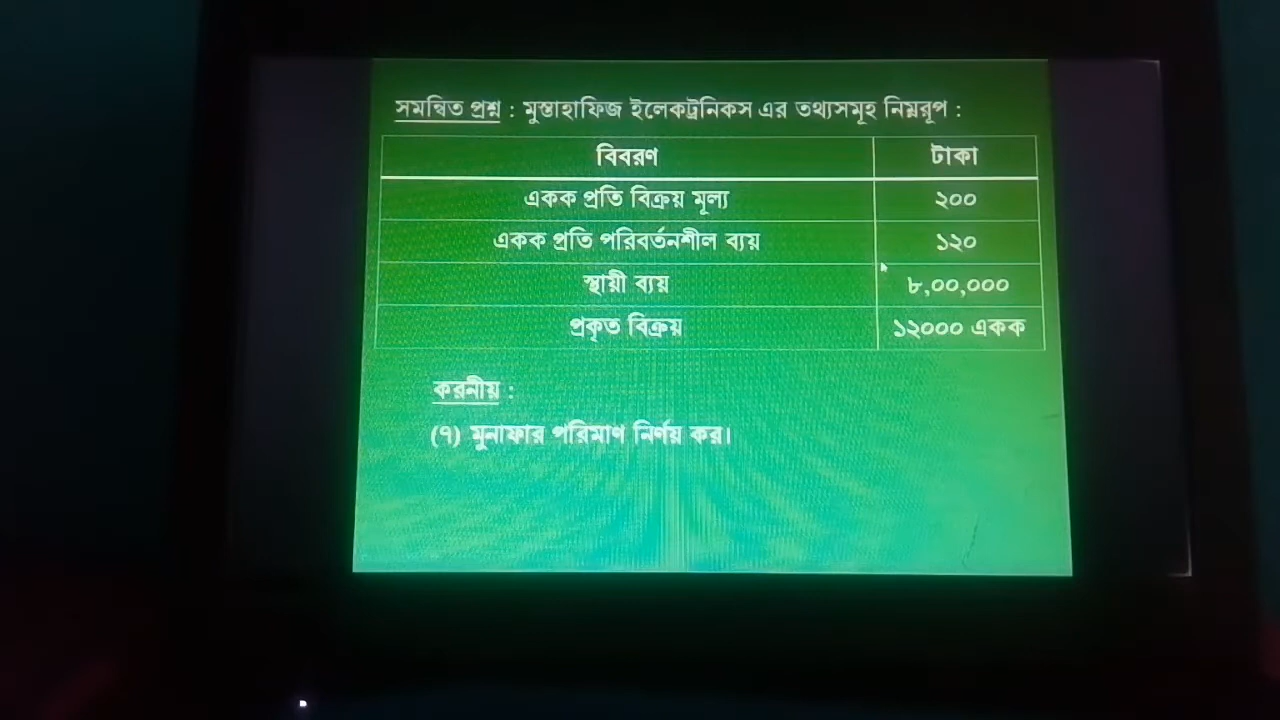 সমন্বিত প্রশ্ন : মুস্তাহাফিজ ইলেকট্রনিকস এর তথ্যসমূহ নিম্নরূপ :
বিবরণ টাকা
একক প্রতি বিক্রয় মূল্য ২০০
একক প্রতি পরিবর্তনশীল ব্যয় ১২০
স্থায়ী ব্যয় ৮,০০,০০০
প্রকৃত বিক্রয় ১২০০০ একক
করনীয় :
(৭) মুনাফার পরিমাণ নির্ণয় কর।